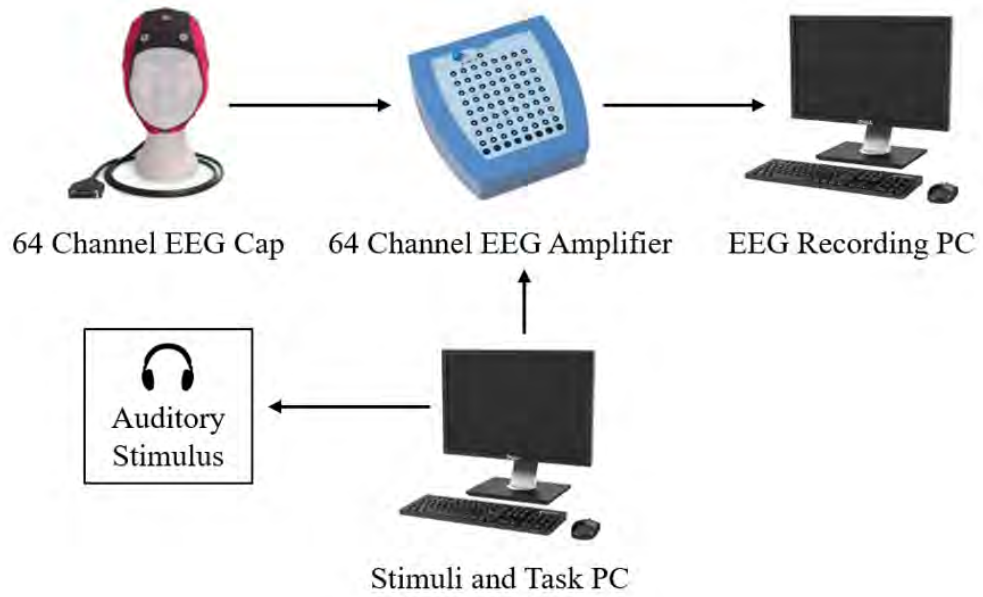 64 Channel EEG Cap
64 Channel EEG Amplifier
EEG Recording PC
Auditory
Stimulus
Stimuli and Task PC